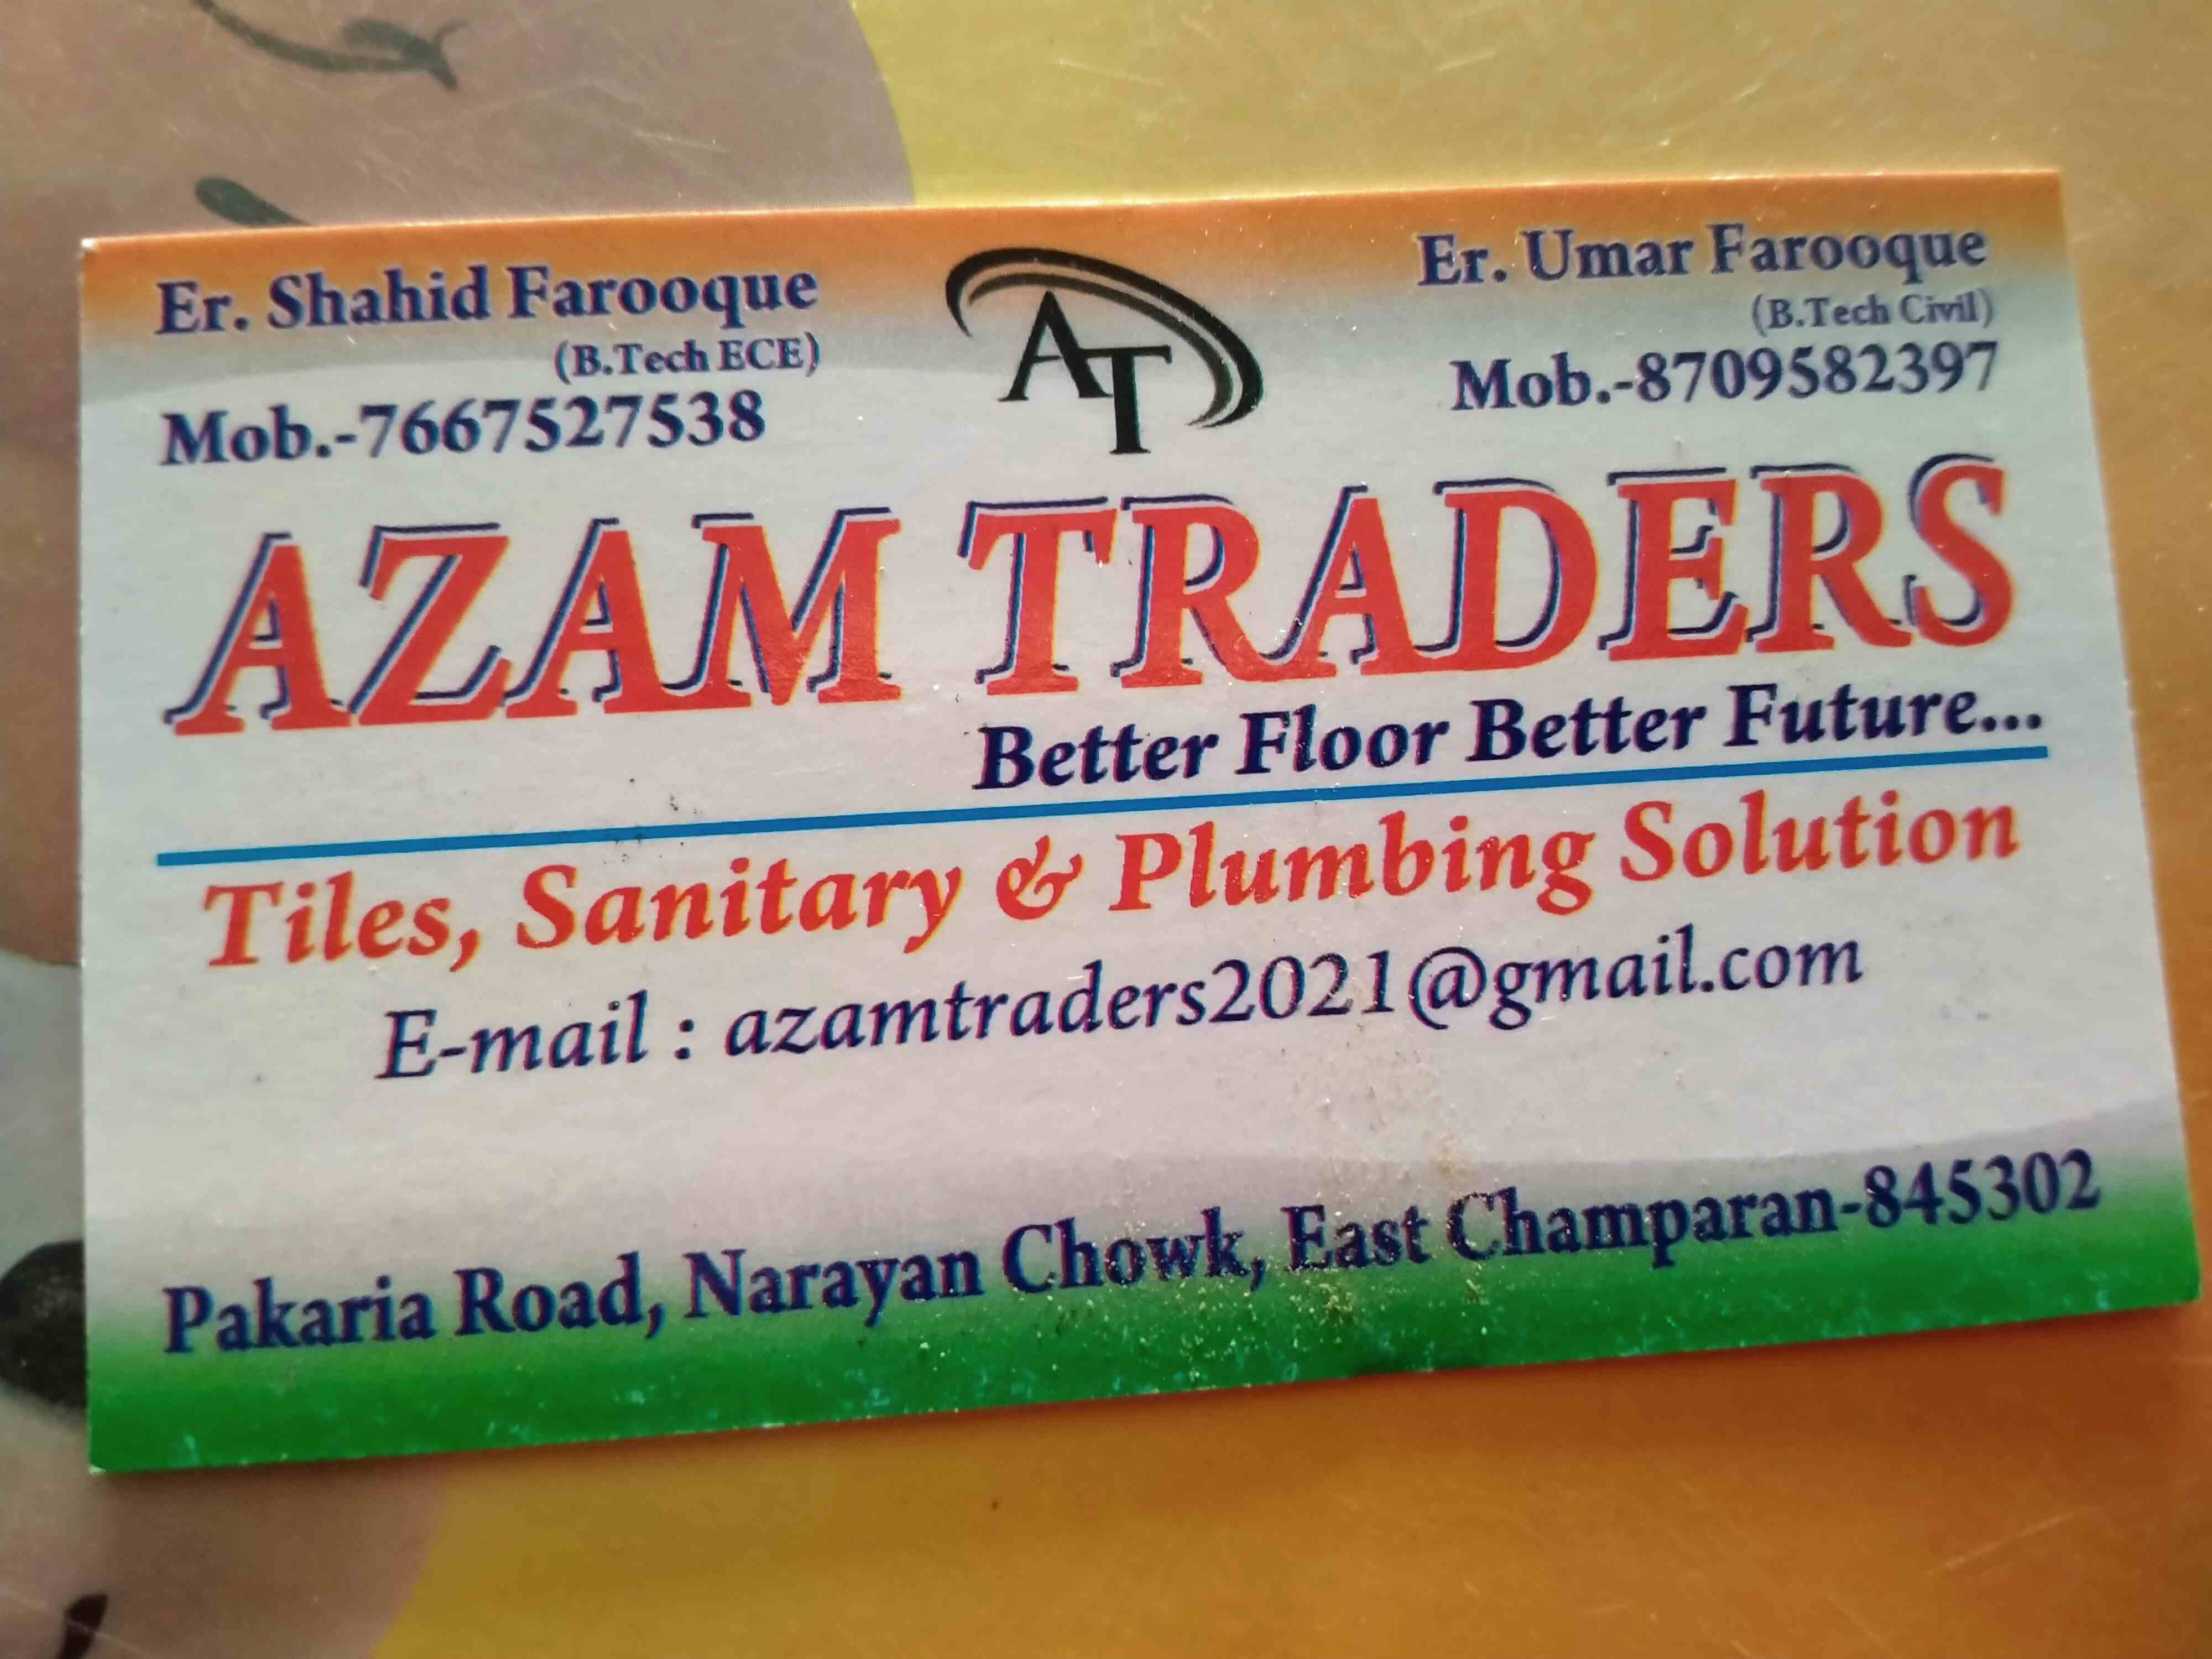 Er. Shahid Farooque
(B.Tech ECE)
Mob.-7667527538
AT
Er. Umar Farooque
(B.Tech Civil)
Mob.-8709582397
AZAM TRADERS
Better Floor Better Future...
Tiles, Sanitary & Plumbing Solution
E-mail : azamtraders2021@gmail.com
Pakaria Road, Narayan Chowk, East Champaran-845302